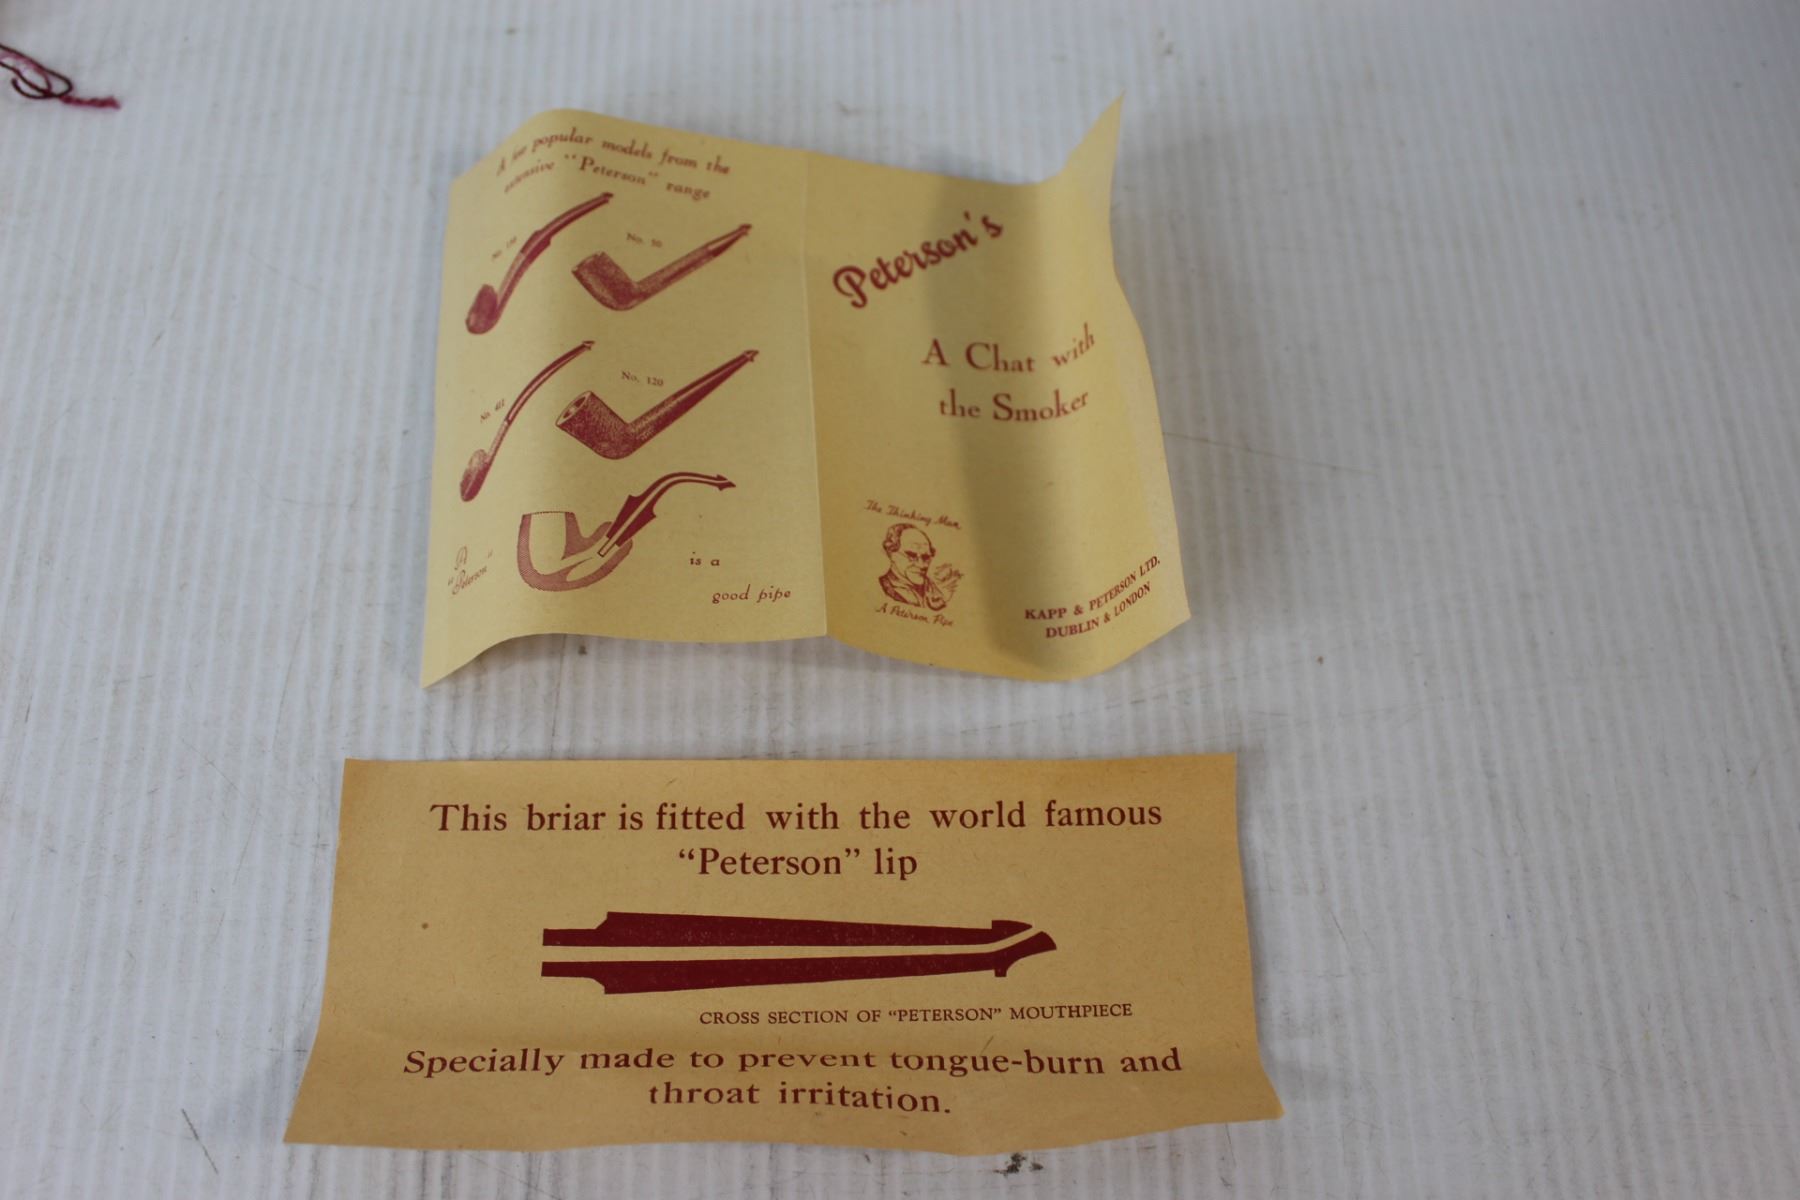 A few popular models from the
extensive "Peterson" range
No. 50
No. 120
A
"Peterson"
is a
good pipe
Peterson's
A Chat with
the Smoker
The Thinking Man
A Peterson Pipe
KAPP & PETERSON LTD.
DUBLIN & LONDON
This briar is fitted with the world famous
“Peterson” lip
CROSS SECTION OF “PETERSON” MOUTHPIECE
Specially made to prevent tongue-burn and
throat irritation.